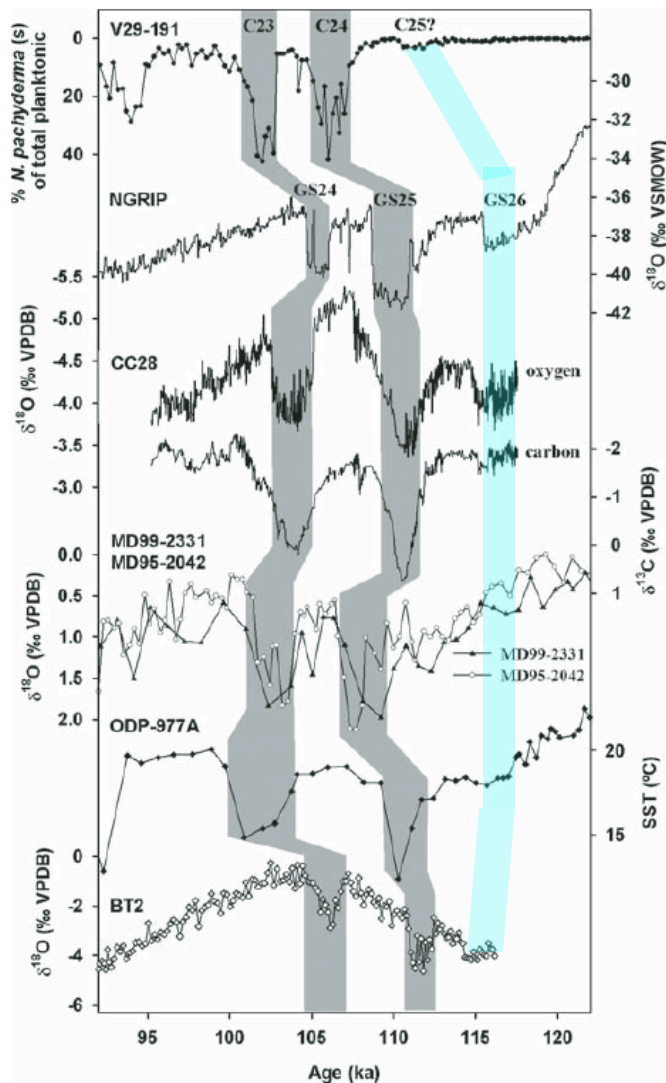 V29-191
C23
C24
C25?
0
20
40
% N. pachyderma (s)
of total planktonic
-28
-30
-32
-34
-36
-38
-40
-42
δ18O (‰ VSMOW)
NGRIP
GS24
GS25
GS26
-5.5
-5.0
-4.5
-4.0
-3.5
-3.0
δ18O (‰ VPDB)
CC28
oxygen
carbon
-2
-1
0
1
δ13C (‰ VPDB)
MD99-2331
MD95-2042
0.0
0.5
1.0
1.5
2.0
δ18O (‰ VPDB)
MD99-2331
MD95-2042
ODP-977A
20
15
SST (ºC)
BT2
0
-2
-4
-6
δ18O (‰ VPDB)
95
100
105
110
115
120
Age (ka)